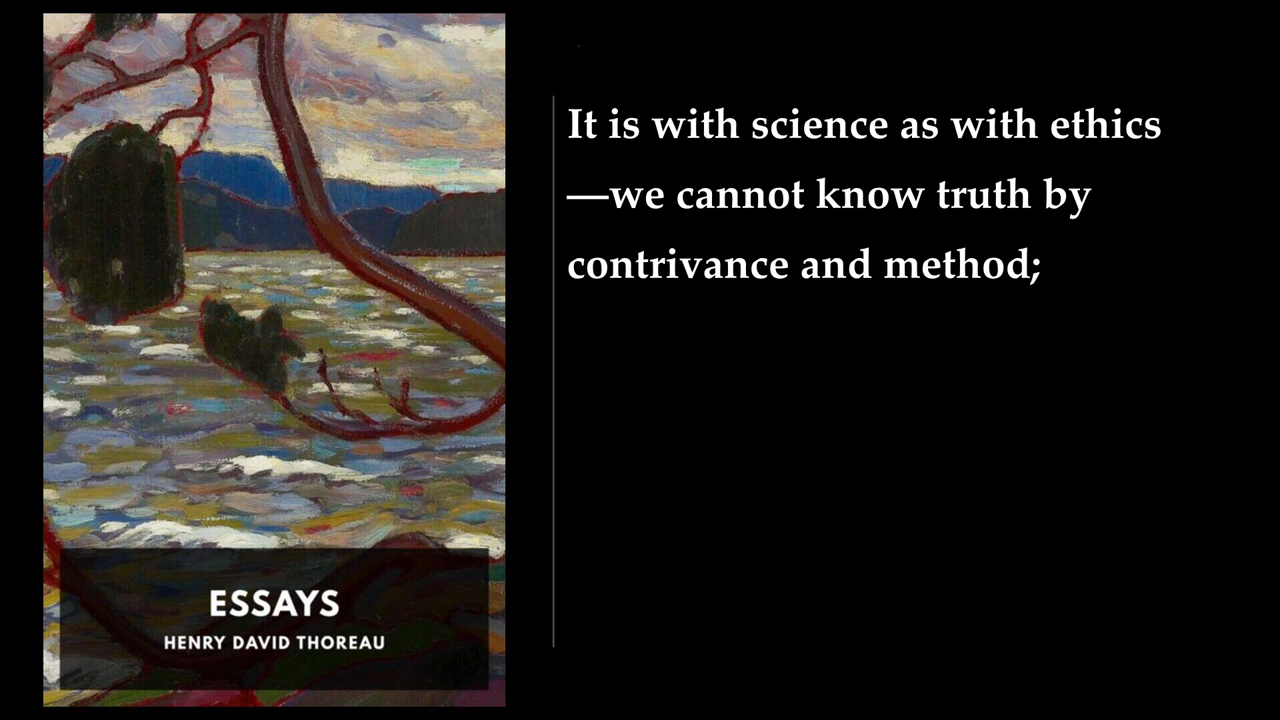 It is with science as with ethics
—we cannot know truth by
contrivance and method;
ESSAYS
HENRY DAVID THOREAU